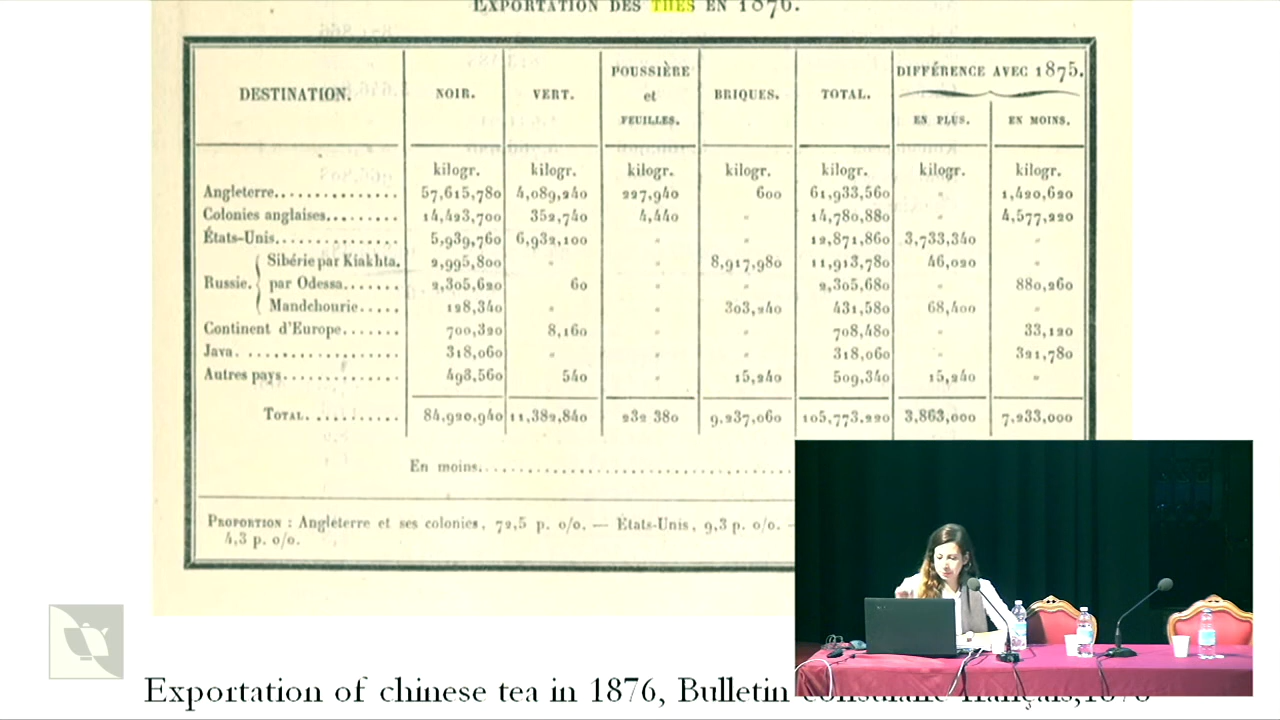 EXPORTATION DES THÉS EN 1876.
DESTINATION. NOIR. VERT. POUSSIÈRE et FEUILLES. BRIQUES. TOTAL. DIFFÉRENCE AVEC 1875.
EN PLUS. EN MOINS.
kilogr. kilogr. kilogr. kilogr. kilogr. kilogr. kilogr.
Angleterre.............. 57,615,780 4,089,240 227,940 600 61,933,560 " 1,420,620
Colonies anglaises......... 14,423,700 352,740 4,440 " 14,780,880 " 4,577,220
États-Unis.............. 5,939,760 6,932,100 " " 12,871,860 3,733,340 "
Russie. Sibérie par Kiakhta. 2,995,800 " " 8,917,980 11,913,780 46,020 "
par Odessa....... 2,305,620 60 " " 2,305,680 " 880,260
Mandchourie..... 128,340 " " 303,240 431,580 68,400 "
Continent d'Europe....... 700,320 8,160 " " 708,480 " 33,120
Java. .................. 318,060 " " " 318,060 " 321,780
Autres pays............. 493,560 540 " 15,240 509,340 15,240 "
TOTAL. .......... 84,920,940 11,382,840 232 380 9,237,060 105,773,220 3,863,000 7,233,000
En moins.......................................
PROPORTION : Angleterre et ses colonies, 72,5 p. 0/0. — États-Unis, 9,3 p. 0/0. —
4,3 p. 0/0.
Exportation of chinese tea in 1876, Bulletin